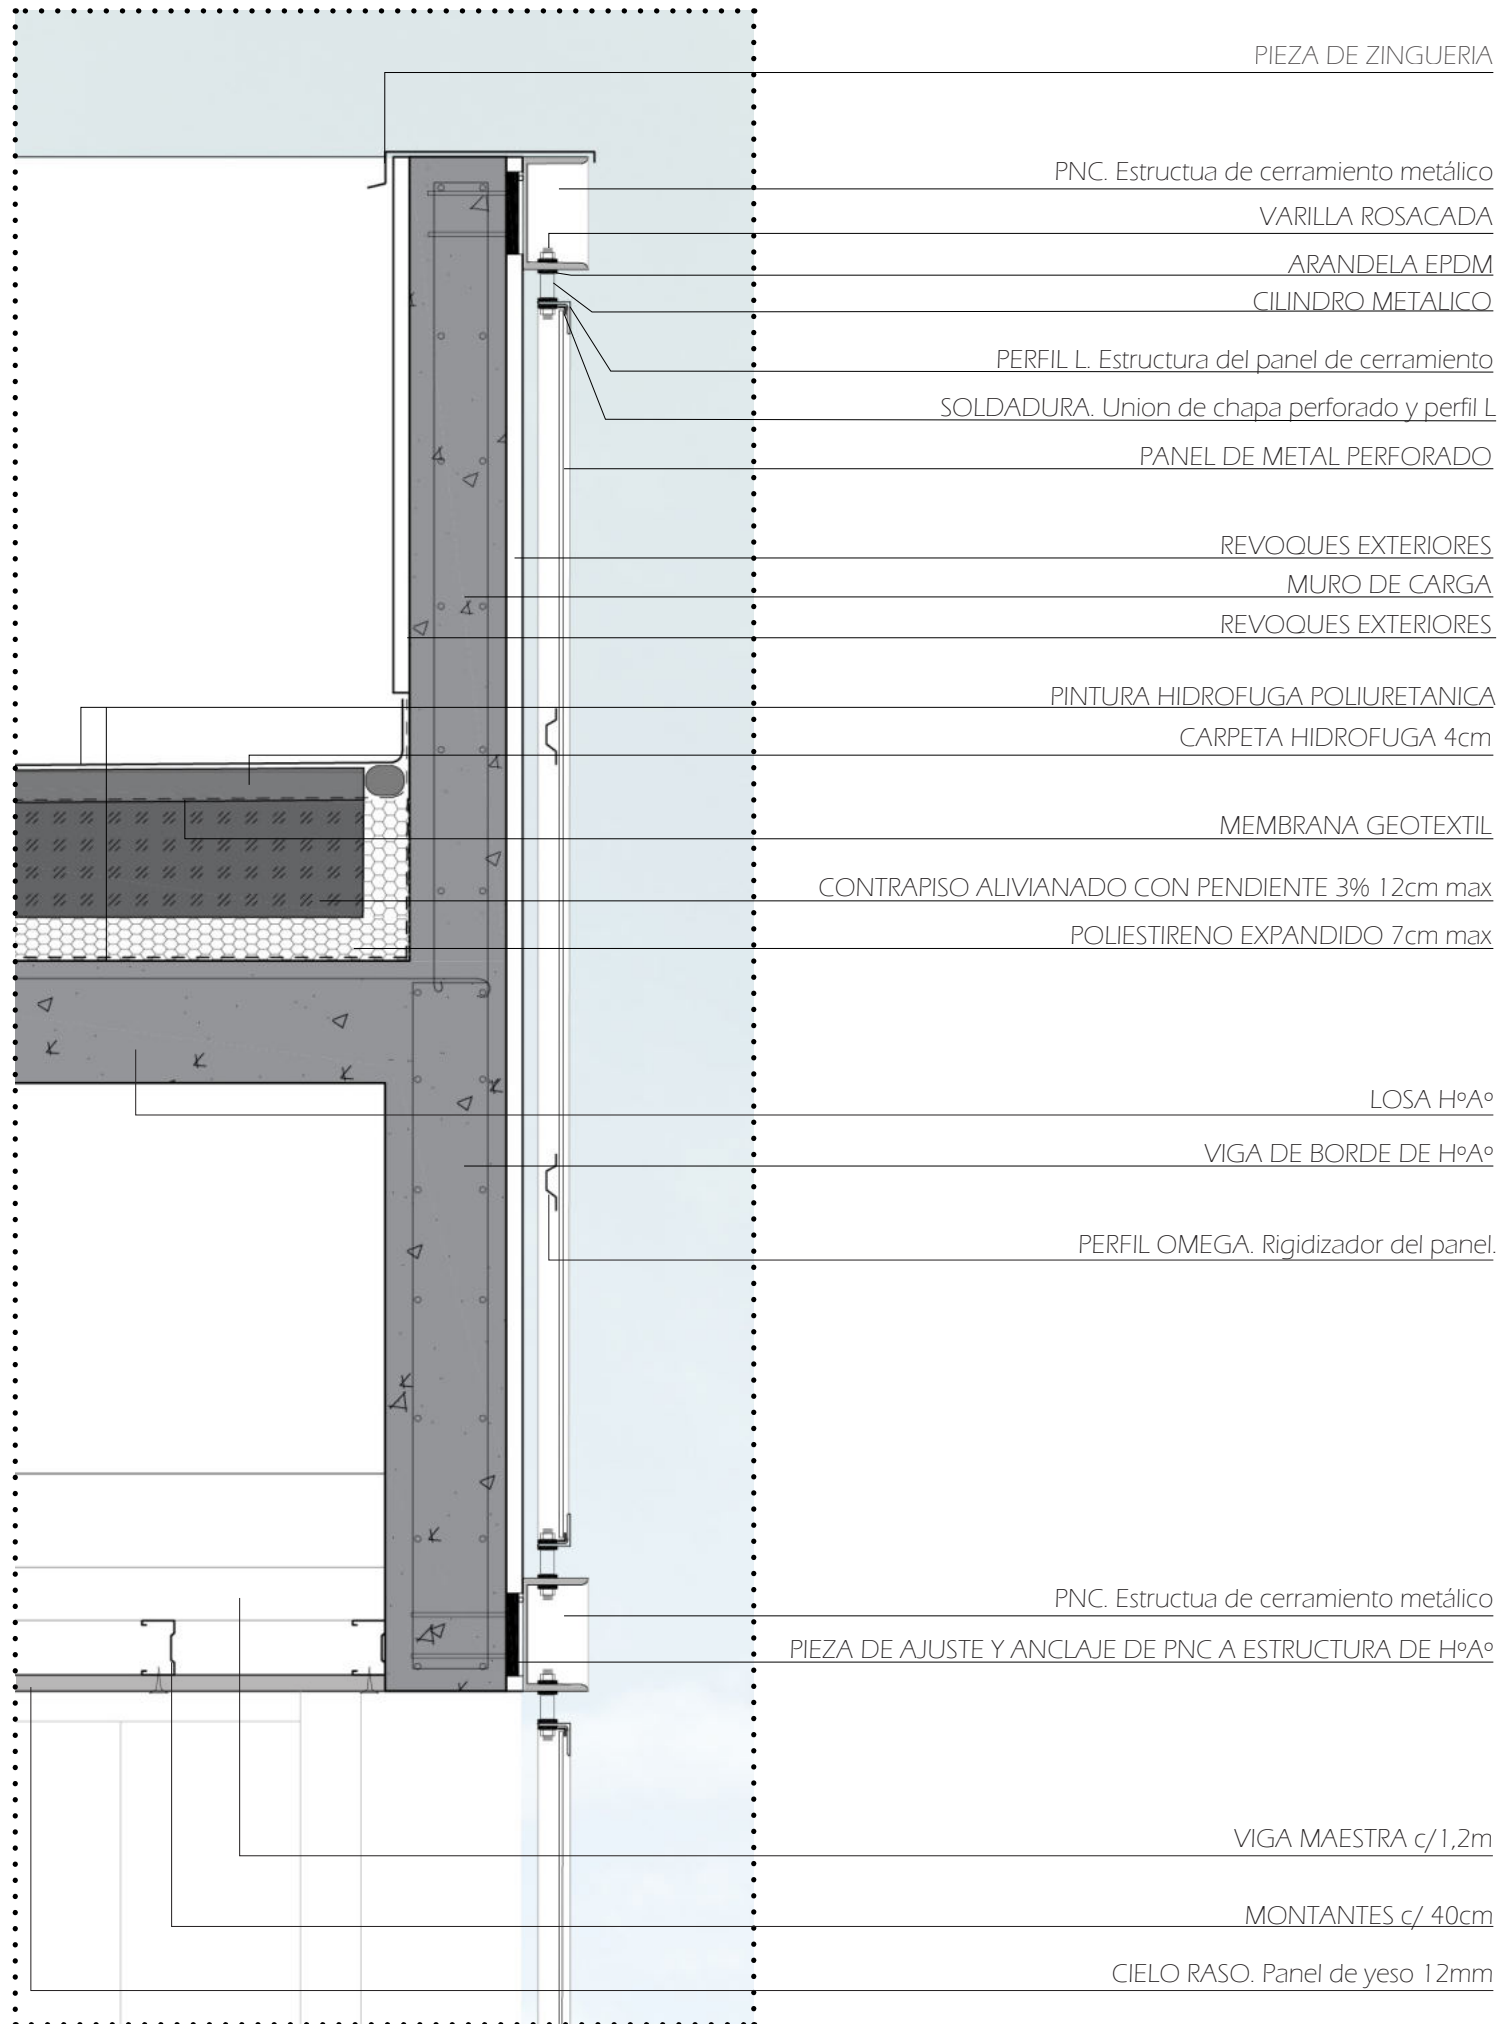 PIEZA DE ZINGUERIA
PNC. Estructua de cerramiento metálico
VARILLA ROSACADA
ARANDELA EPDM
CILINDRO METALICO
PERFIL L. Estructura del panel de cerramiento
SOLDADURA. Union de chapa perforado y perfil L
PANEL DE METAL PERFORADO
REVOQUES EXTERIORES
MURO DE CARGA
REVOQUES EXTERIORES
PINTURA HIDROFUGA POLIURETANICA
CARPETA HIDROFUGA 4cm
MEMBRANA GEOTEXTIL
CONTRAPISO ALIVIANADO CON PENDIENTE 3% 12cm max
POLIESTIRENO EXPANDIDO 7cm max
LOSA HºAº
VIGA DE BORDE DE HºAº
PERFIL OMEGA. Rigidizador del panel.
PNC. Estructua de cerramiento metálico
PIEZA DE AJUSTE Y ANCLAJE DE PNC A ESTRUCTURA DE HºAº
VIGA MAESTRA c/1,2m
MONTANTES c/ 40cm
CIELO RASO. Panel de yeso 12mm